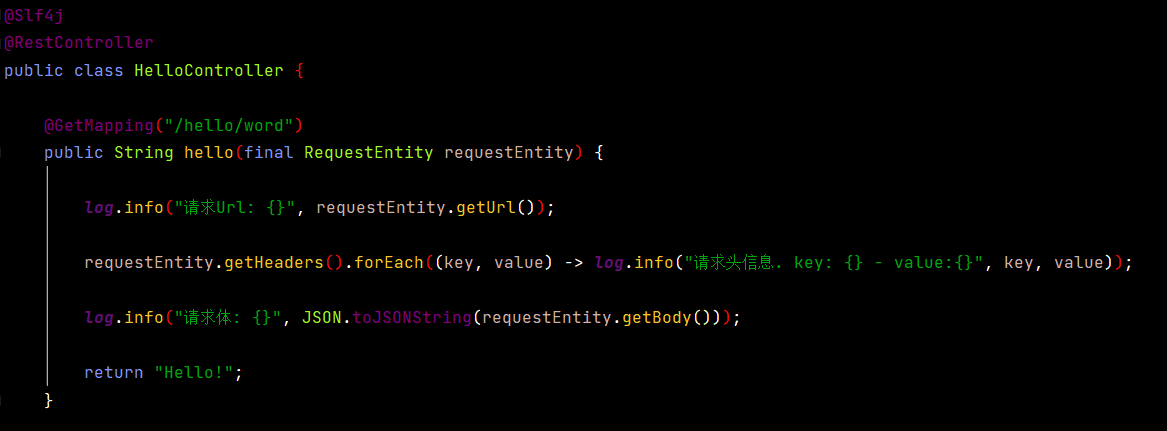 @Slf4j
@RestController
public class HelloController {
@GetMapping("/hello/word")
public String hello(final RequestEntity requestEntity) {
log.info("请求Url: {}", requestEntity.getUrl());
requestEntity.getHeaders().forEach((key, value) -> log.info("请求头信息. key: {} - value:{}", key, value));
log.info("请求体: {}", JSON.toJSONString(requestEntity.getBody()));
return "Hello!";
}